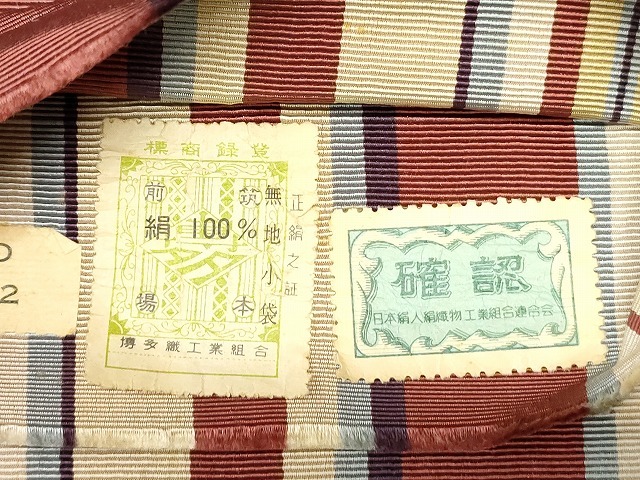 標商録登
筑前
無地小袋
正絹之証
絹 100%
本場
博多織工業組合
確認
日本絹人絹織物工業組合連合会
D
2